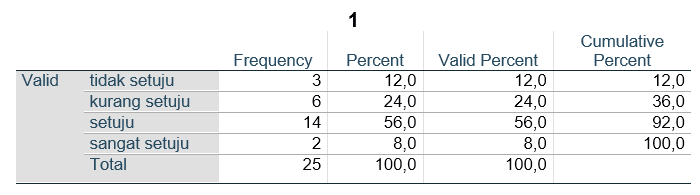 1
Frequency Percent Valid Percent Cumulative Percent
Valid tidak setuju 3 12,0 12,0 12,0
kurang setuju 6 24,0 24,0 36,0
setuju 14 56,0 56,0 92,0
sangat setuju 2 8,0 8,0 100,0
Total 25 100,0 100,0